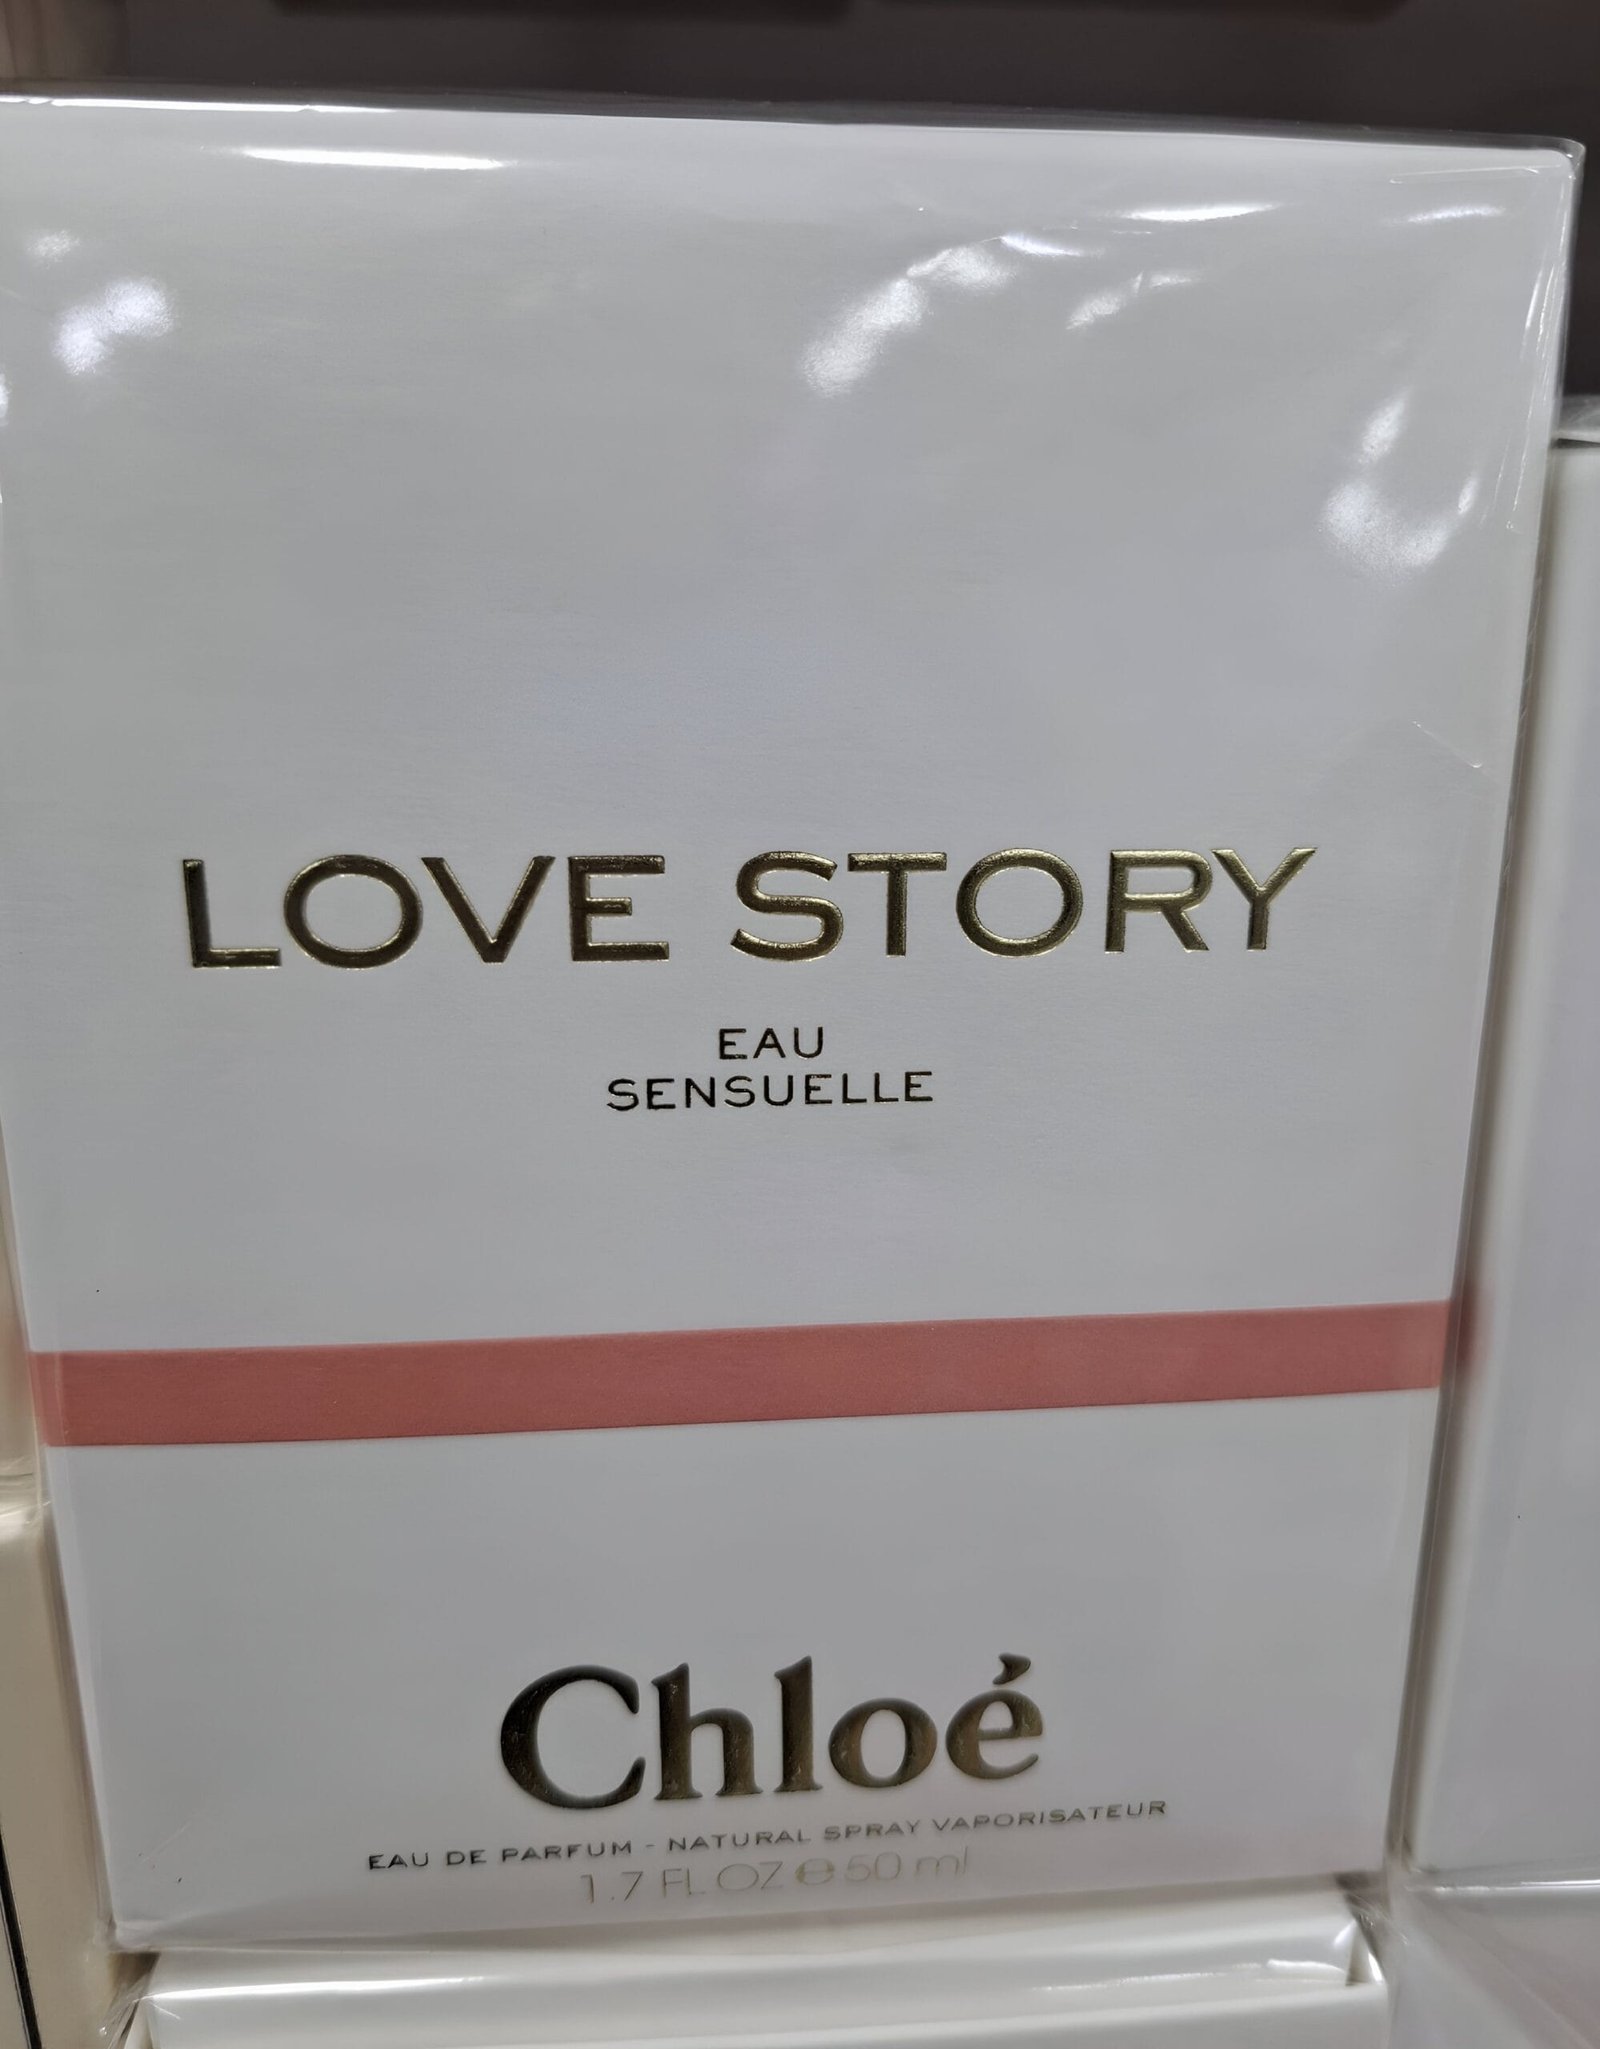 LOVE STORY
EAU
SENSUELLE
Chloé
EAU DE PARFUM - NATURAL SPRAY VAPORISATEUR
1.7 FL. OZ ℮ 50 ml